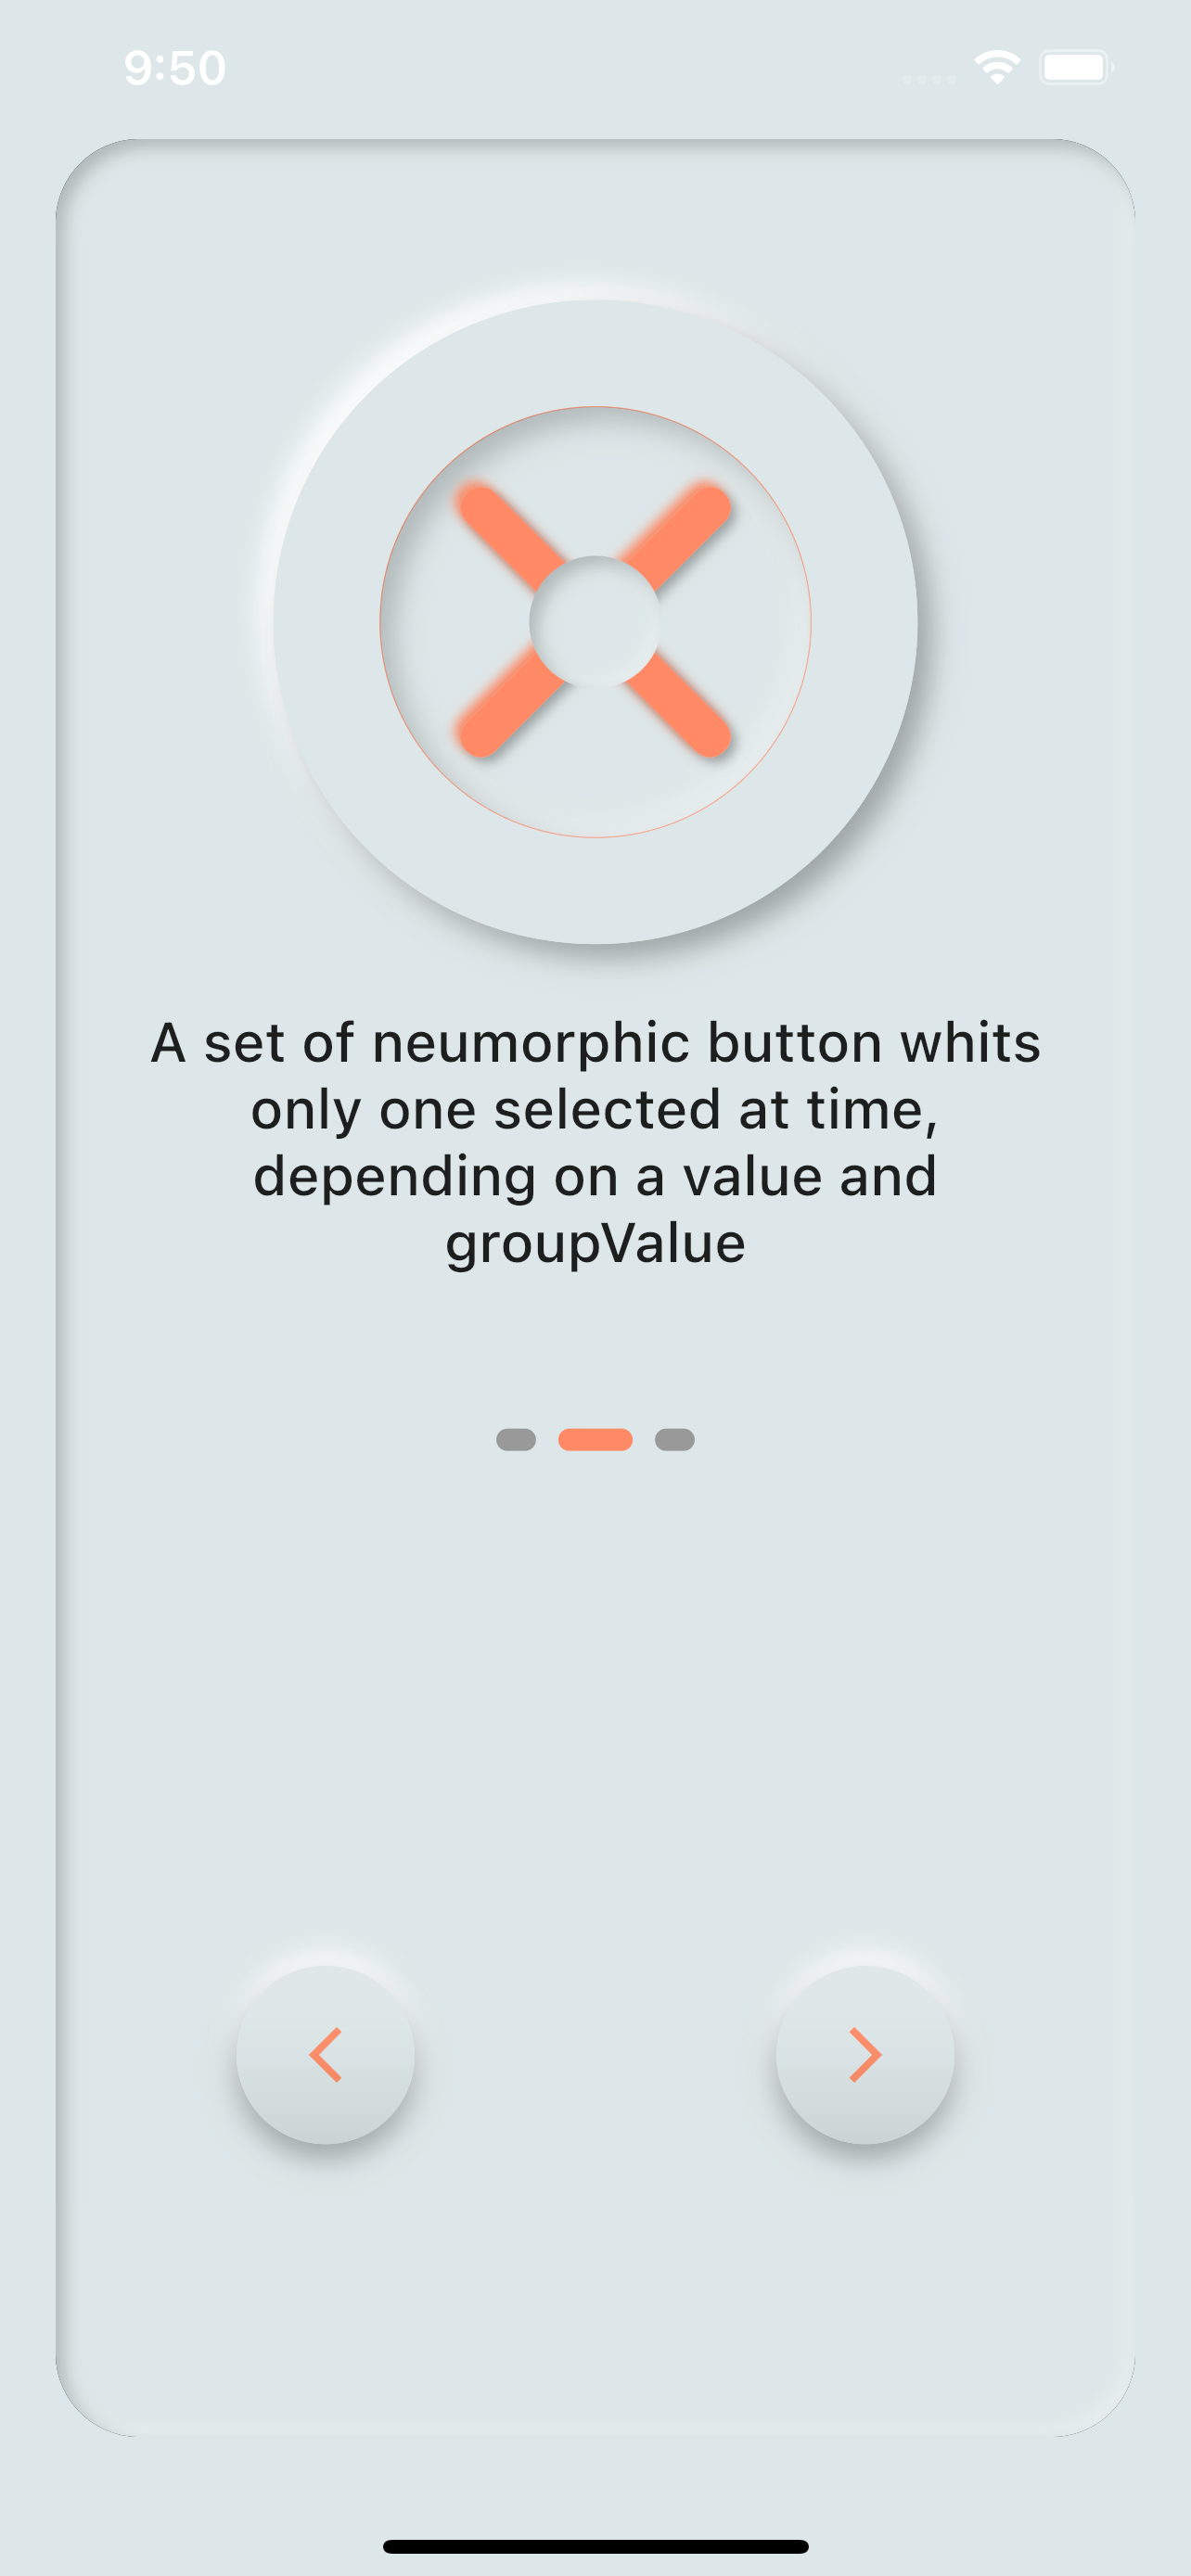 9:50
A set of neumorphic button whits
only one selected at time,
depending on a value and
groupValue